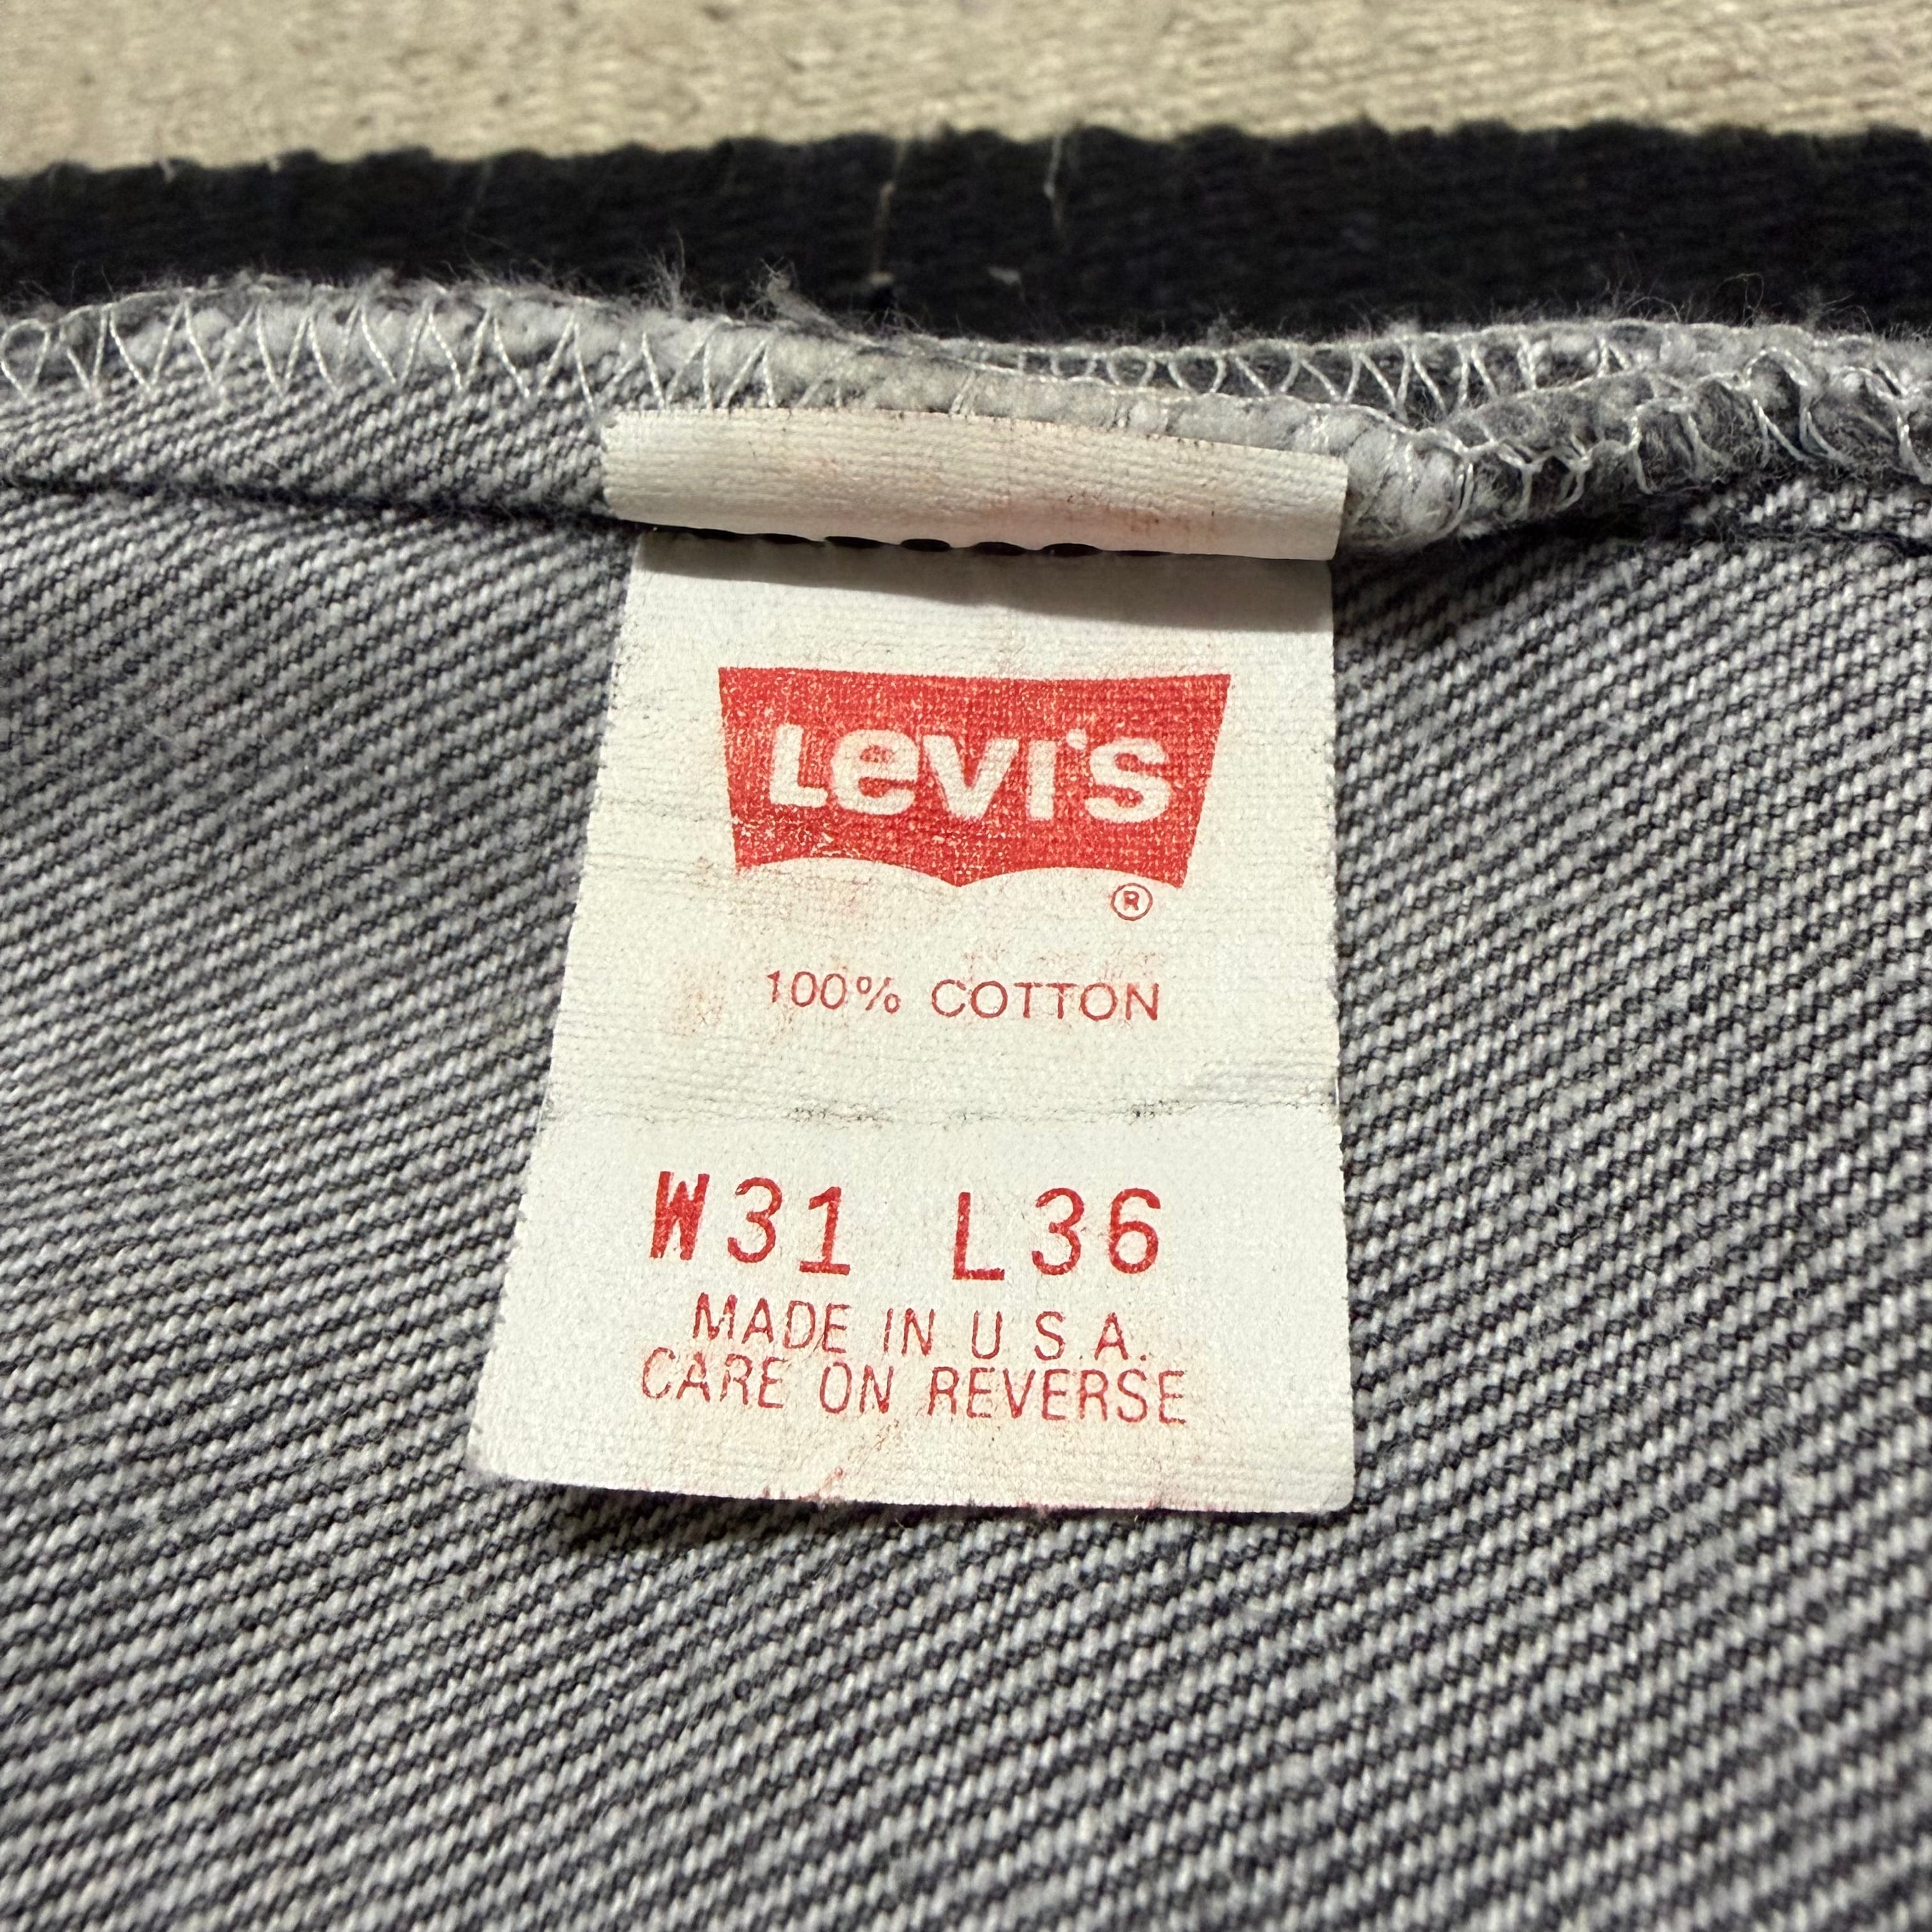 Levi's
®
100% COTTON
W31 L36
MADE IN U.S.A.
CARE ON REVERSE